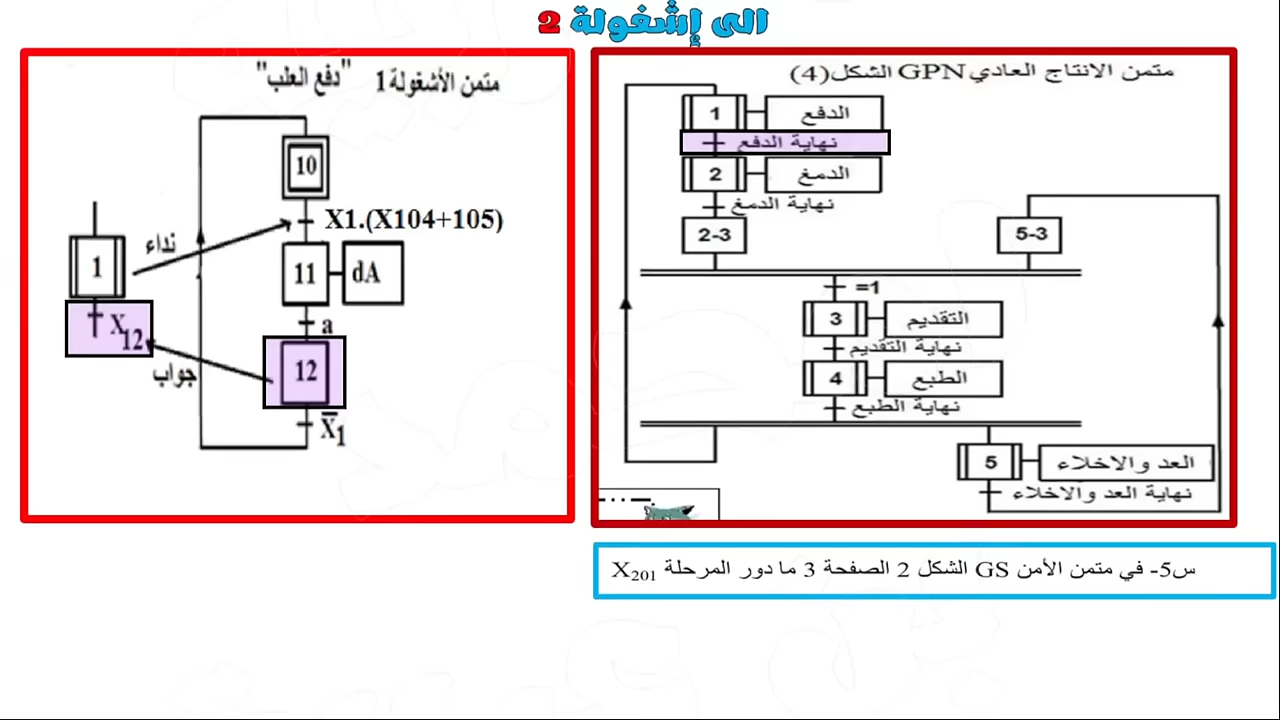 الى إشغولة 2
متمن الأشغولة 1 "دفع العلب"
10
X1.(X104+105)
نداء
1
11
dA
X12
a
12
جواب
X̅1
متمن الانتاج العادي GPN الشكل(4)
1
الدفع
نهاية الدفع
2
الدمغ
نهاية الدمغ
2-3
5-3
=1
3
التقديم
نهاية التقديم
4
الطبع
نهاية الطبع
5
العد والاخلاء
نهاية العد والاخلاء
س5- في متمن الأمن GS الشكل 2 الصفحة 3 ما دور المرحلة X201